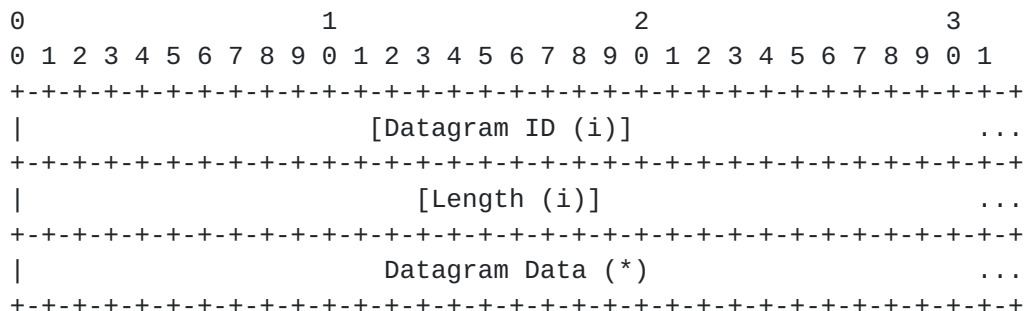 0                   1                   2                   3
0 1 2 3 4 5 6 7 8 9 0 1 2 3 4 5 6 7 8 9 0 1 2 3 4 5 6 7 8 9 0 1
+-+-+-+-+-+-+-+-+-+-+-+-+-+-+-+-+-+-+-+-+-+-+-+-+-+-+-+-+-+-+-+-+
|                      [Datagram ID (i)]                      ...
+-+-+-+-+-+-+-+-+-+-+-+-+-+-+-+-+-+-+-+-+-+-+-+-+-+-+-+-+-+-+-+-+
|                         [Length (i)]                        ...
+-+-+-+-+-+-+-+-+-+-+-+-+-+-+-+-+-+-+-+-+-+-+-+-+-+-+-+-+-+-+-+-+
|                       Datagram Data (*)                     ...
+-+-+-+-+-+-+-+-+-+-+-+-+-+-+-+-+-+-+-+-+-+-+-+-+-+-+-+-+-+-+-+-+